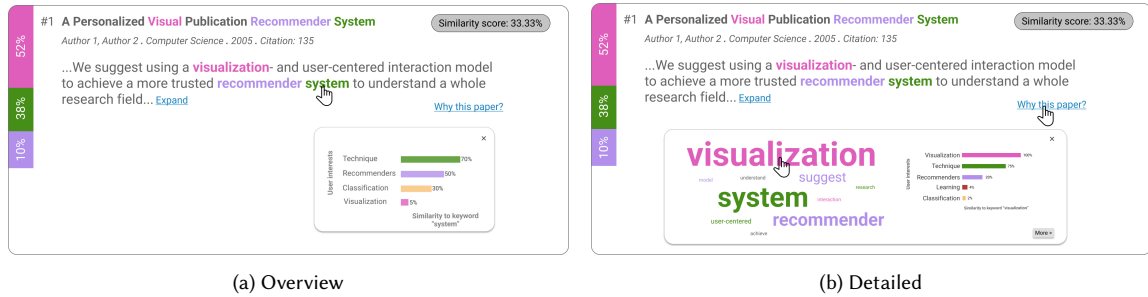 52%
38%
10%
#1 A Personalized Visual Publication Recommender System
Similarity score: 33.33%
Author 1, Author 2 . Computer Science . 2005 . Citation: 135
...We suggest using a visualization- and user-centered interaction model
to achieve a more trusted recommender system to understand a whole
research field... Expand
Why this paper?
×
User interests
Technique 70%
Recommenders 50%
Classification 30%
Visualization 5%
Similarity to keyword
"system"
(a) Overview
52%
38%
10%
#1 A Personalized Visual Publication Recommender System
Similarity score: 33.33%
Author 1, Author 2 . Computer Science . 2005 . Citation: 135
...We suggest using a visualization- and user-centered interaction model
to achieve a more trusted recommender system to understand a whole
research field... Expand
Why this paper?
×
visualization
model
understand
suggest
research
system
interaction
user-centered
recommender
achieve
User interests
Visualization 100%
Technique 75%
Recommenders 30%
Learning 4%
Classification 2%
Similarity to keyword "visualization"
More »
(b) Detailed